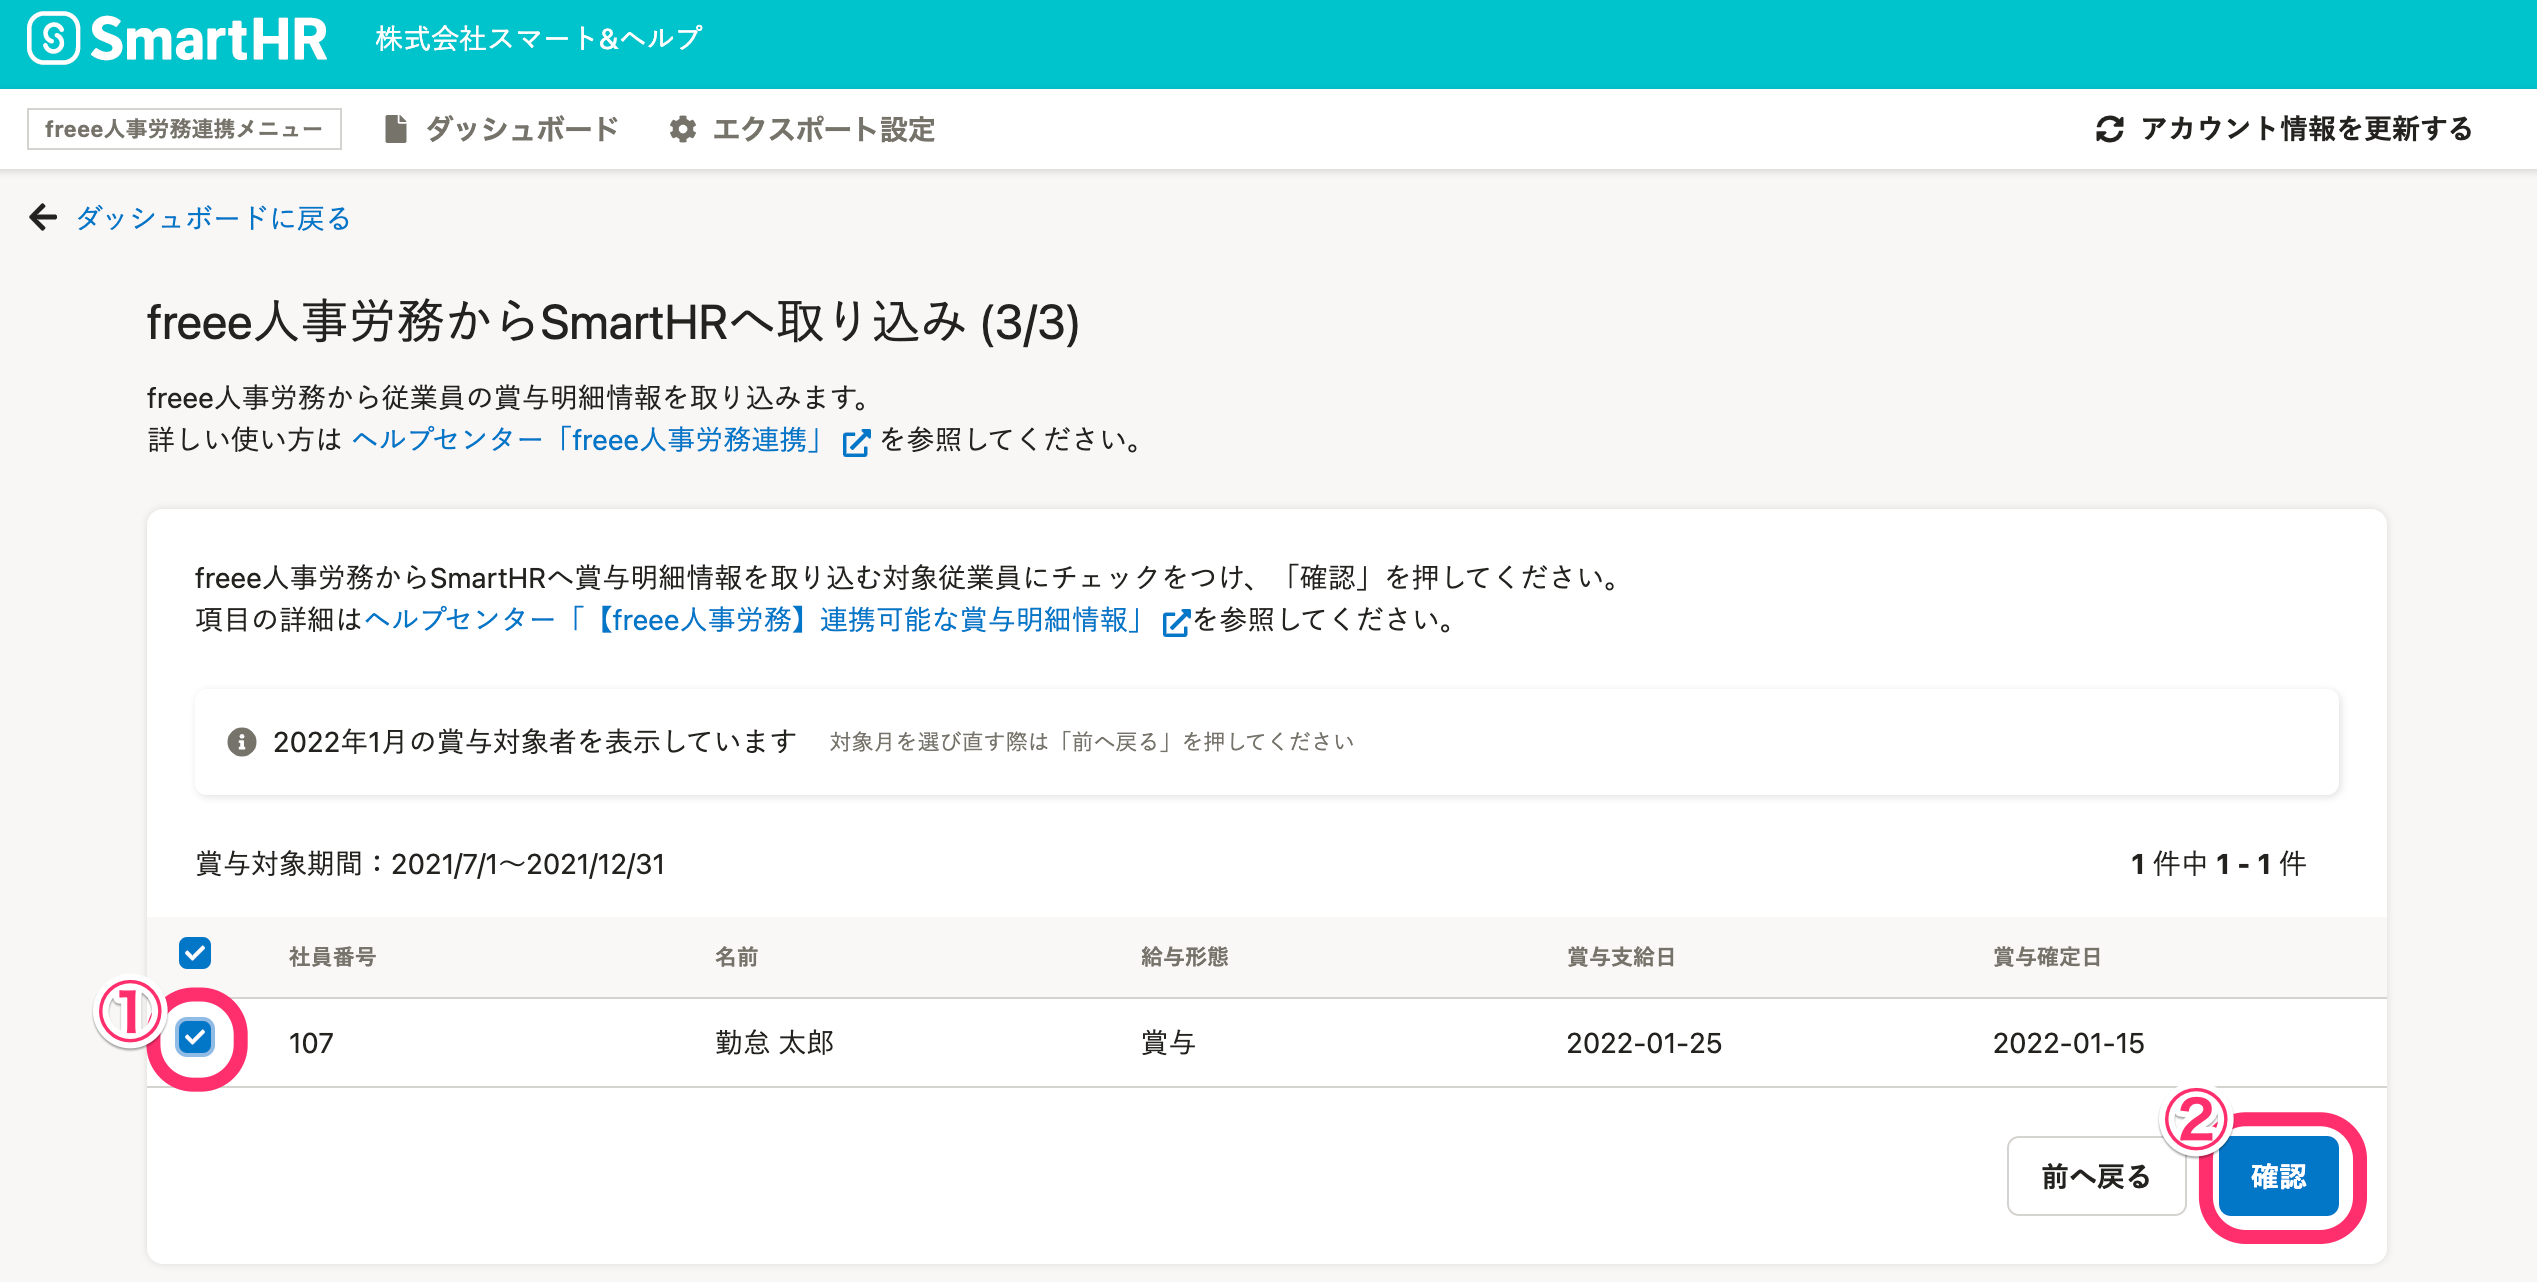 SmartHR 株式会社スマート&ヘルプ
freee人事労務連携メニュー ダッシュボード エクスポート設定 アカウント情報を更新する
ダッシュボードに戻る
freee人事労務からSmartHRへ取り込み (3/3)
freee人事労務から従業員の賞与明細情報を取り込みます。
詳しい使い方は ヘルプセンター「freee人事労務連携」 を参照してください。
freee人事労務からSmartHRへ賞与明細情報を取り込む対象従業員にチェックをつけ、「確認」を押してください。
項目の詳細はヘルプセンター「【freee人事労務】連携可能な賞与明細情報」 を参照してください。
2022年1月の賞与対象者を表示しています 対象月を選び直す際は「前へ戻る」を押してください
賞与対象期間：2021/7/1〜2021/12/31 1 件中 1 - 1 件
社員番号 名前 給与形態 賞与支給日 賞与確定日
① 107 勤怠 太郎 賞与 2022-01-25 2022-01-15
②
前へ戻る 確認